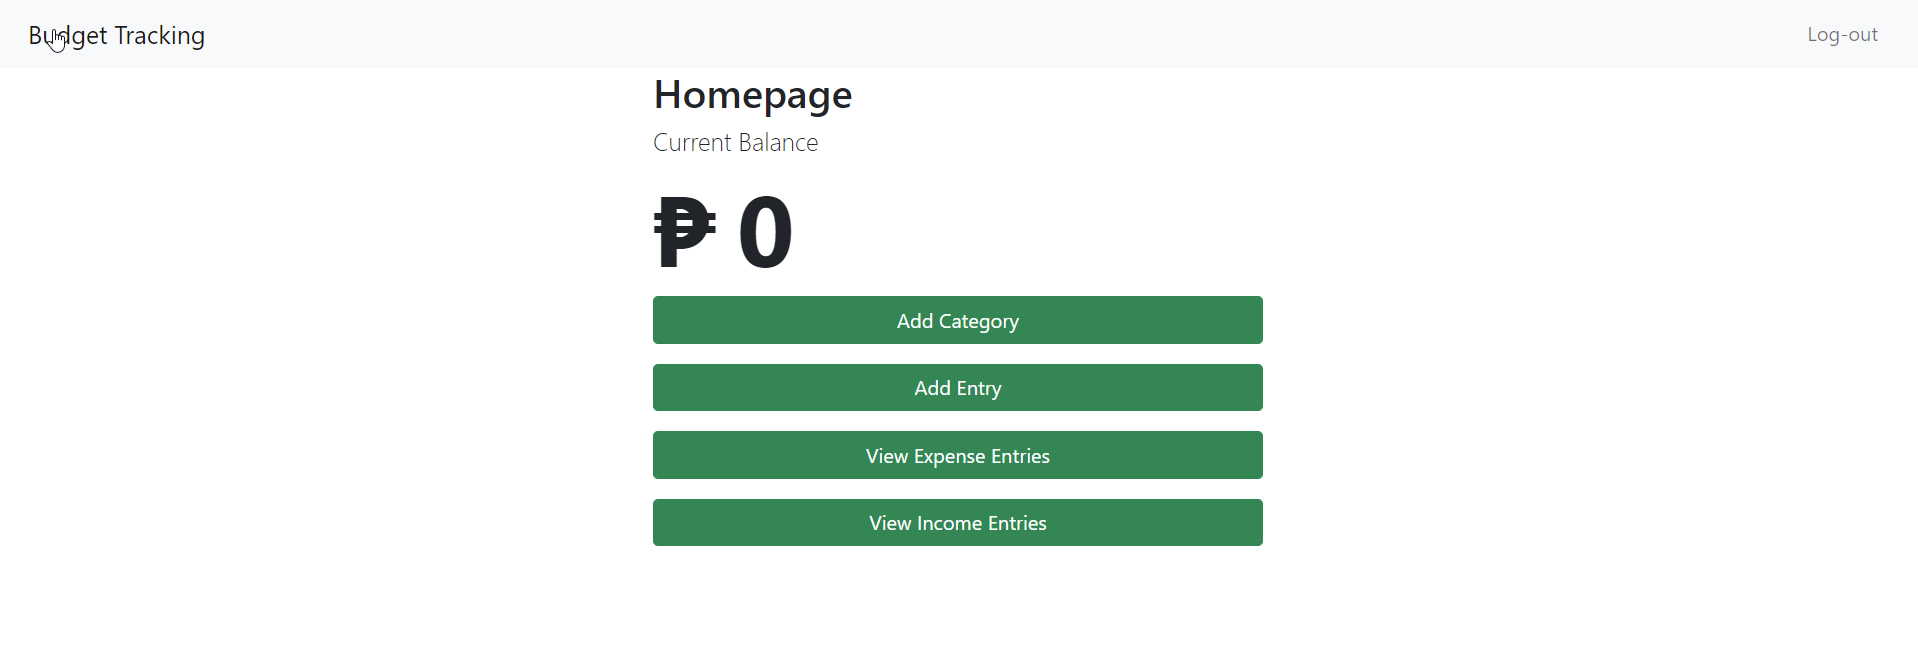 Budget Tracking
Log-out
Homepage
Current Balance
₱ 0
Add Category
Add Entry
View Expense Entries
View Income Entries